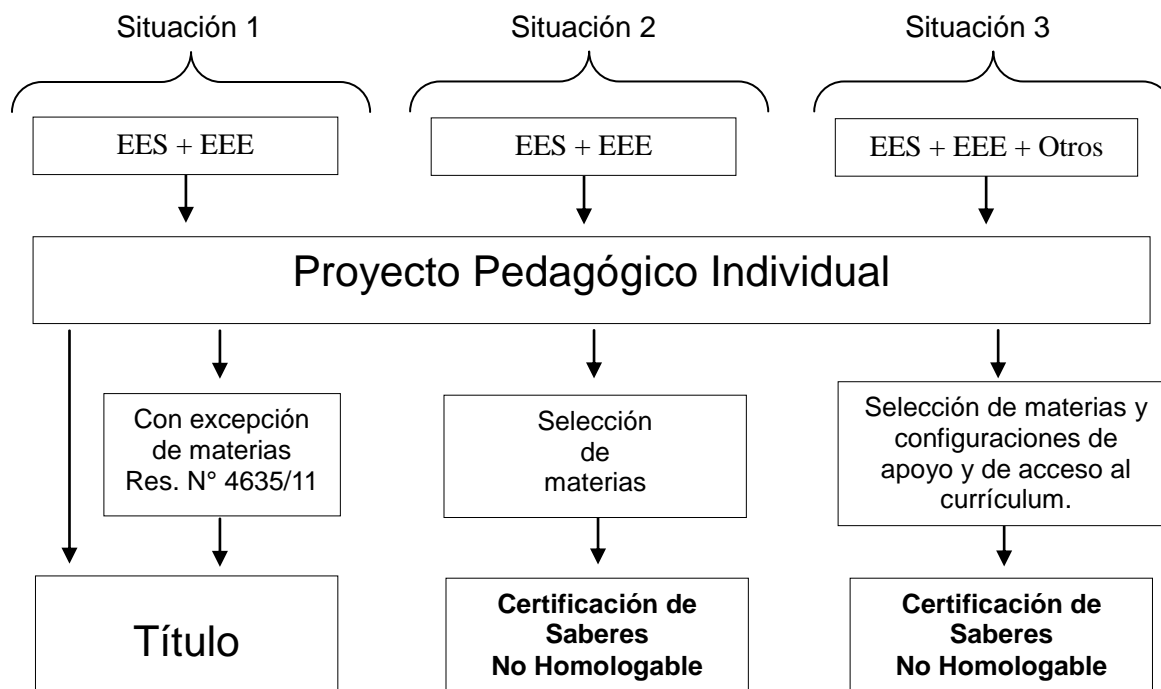 Situación 1
Situación 2
Situación 3
EES + EEE
EES + EEE
EES + EEE + Otros
Proyecto Pedagógico Individual
Con excepción
de materias
Res. N° 4635/11
Selección
de
materias
Selección de materias y
configuraciones de
apoyo y de acceso al
currículum.
Título
Certificación de
Saberes
No Homologable
Certificación de
Saberes
No Homologable